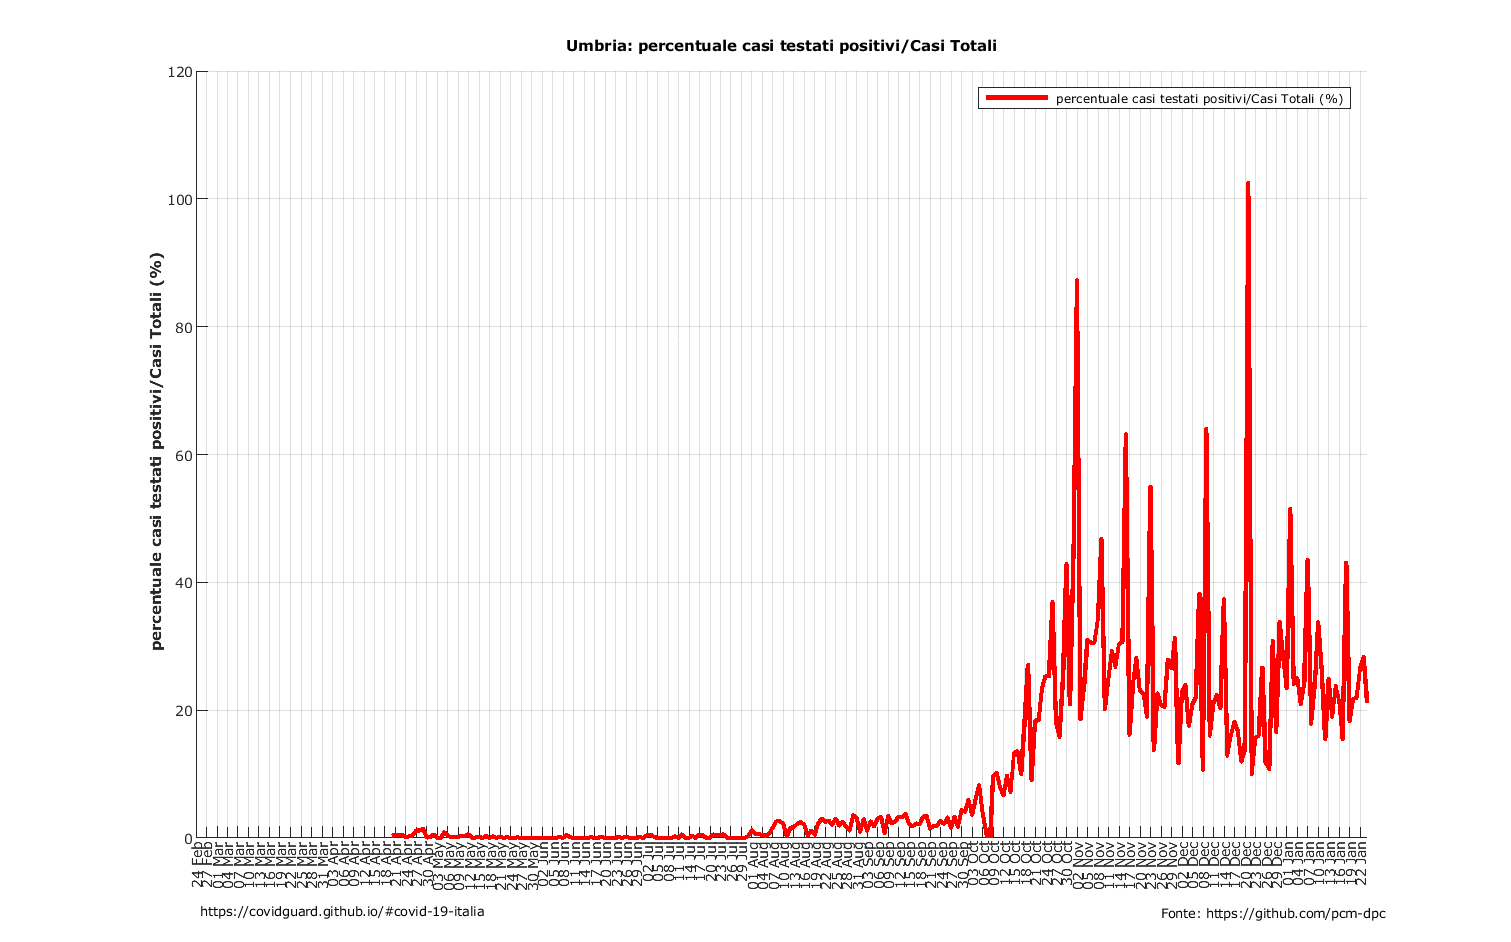 Umbria: percentuale casi testati positivi/Casi Totali
percentuale casi testati positivi/Casi Totali (%)
percentuale casi testati positivi/Casi Totali (%)
120
100
80
60
40
20
0
24 Feb
27 Feb
01 Mar
04 Mar
07 Mar
10 Mar
13 Mar
16 Mar
19 Mar
22 Mar
25 Mar
28 Mar
31 Mar
03 Apr
06 Apr
09 Apr
12 Apr
15 Apr
18 Apr
21 Apr
24 Apr
27 Apr
30 Apr
03 May
06 May
09 May
12 May
15 May
18 May
21 May
24 May
27 May
30 May
02 Jun
05 Jun
08 Jun
11 Jun
14 Jun
17 Jun
20 Jun
23 Jun
26 Jun
29 Jun
02 Jul
05 Jul
08 Jul
11 Jul
14 Jul
17 Jul
20 Jul
23 Jul
26 Jul
29 Jul
01 Aug
04 Aug
07 Aug
10 Aug
13 Aug
16 Aug
19 Aug
22 Aug
25 Aug
28 Aug
31 Aug
03 Sep
06 Sep
09 Sep
12 Sep
15 Sep
18 Sep
21 Sep
24 Sep
27 Sep
30 Sep
03 Oct
06 Oct
09 Oct
12 Oct
15 Oct
18 Oct
21 Oct
24 Oct
27 Oct
30 Oct
02 Nov
05 Nov
08 Nov
11 Nov
14 Nov
17 Nov
20 Nov
23 Nov
26 Nov
29 Nov
02 Dec
05 Dec
08 Dec
11 Dec
14 Dec
17 Dec
20 Dec
23 Dec
26 Dec
29 Dec
01 Jan
04 Jan
07 Jan
10 Jan
13 Jan
16 Jan
19 Jan
22 Jan
https://covidguard.github.io/#covid-19-italia
Fonte: https://github.com/pcm-dpc